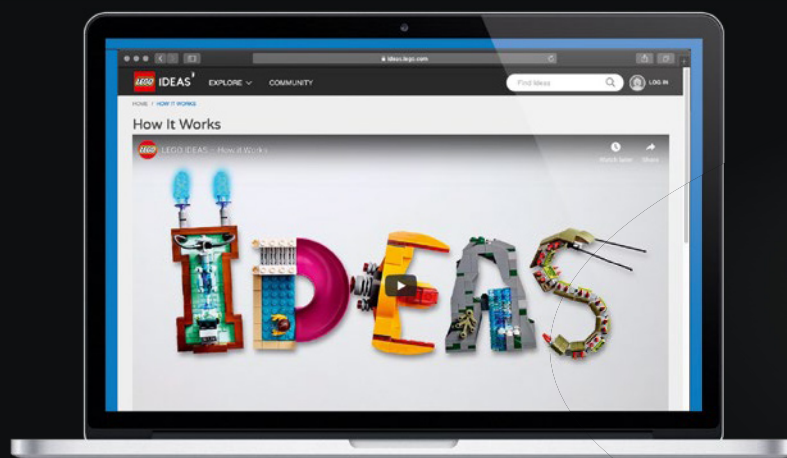 ideas.lego.com
LEGO IDEAS EXPLORE COMMUNITY Find Ideas LOG IN
HOME / HOW IT WORKS
How It Works
LEGO LEGO IDEAS - How It Works Watch later Share
IDEAS